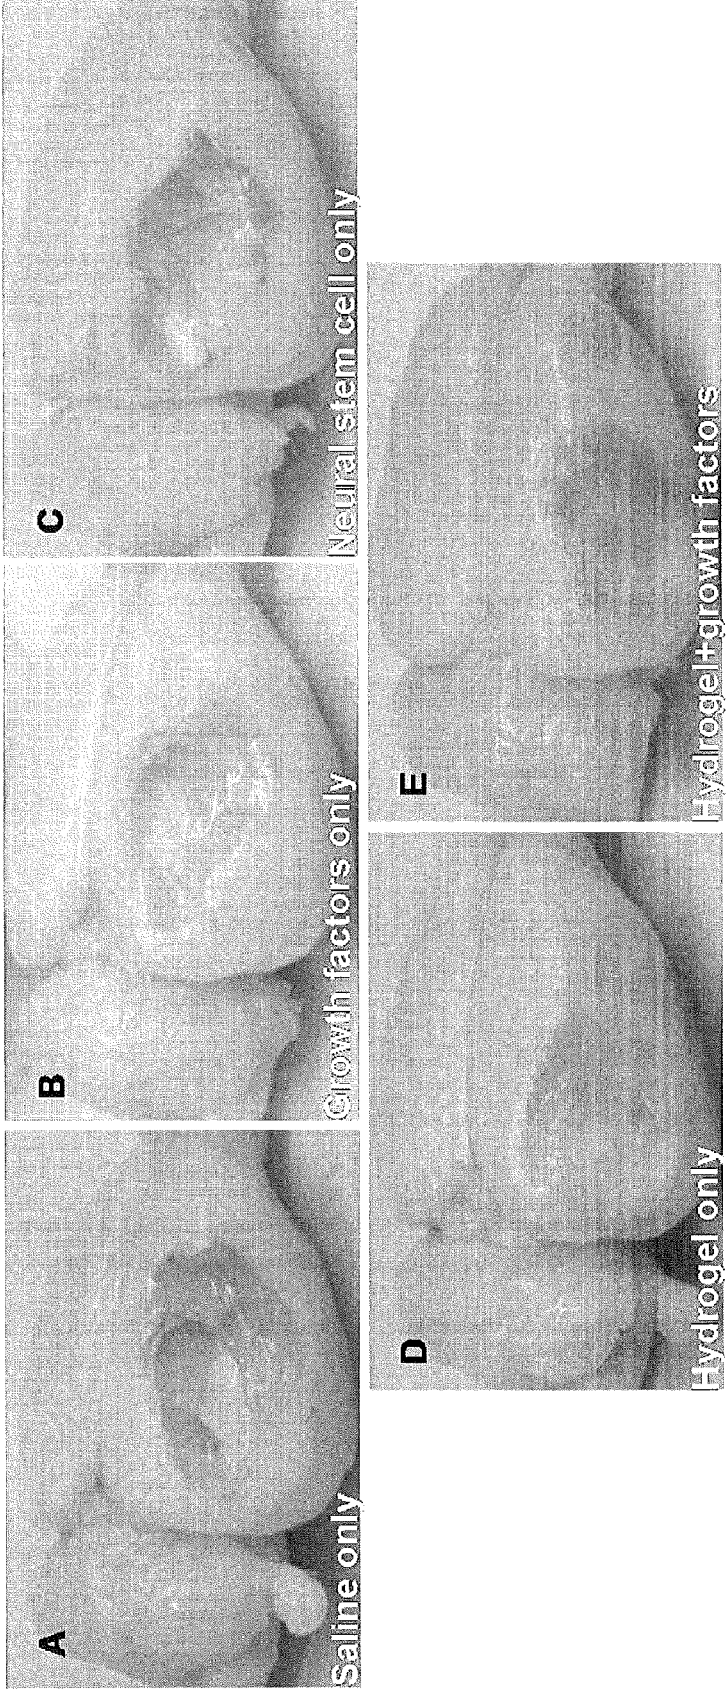 A
Saline only
B
Growth factors only
C
Neural stem cell only
D
Hydrogel only
E
Hydrogel+growth factors